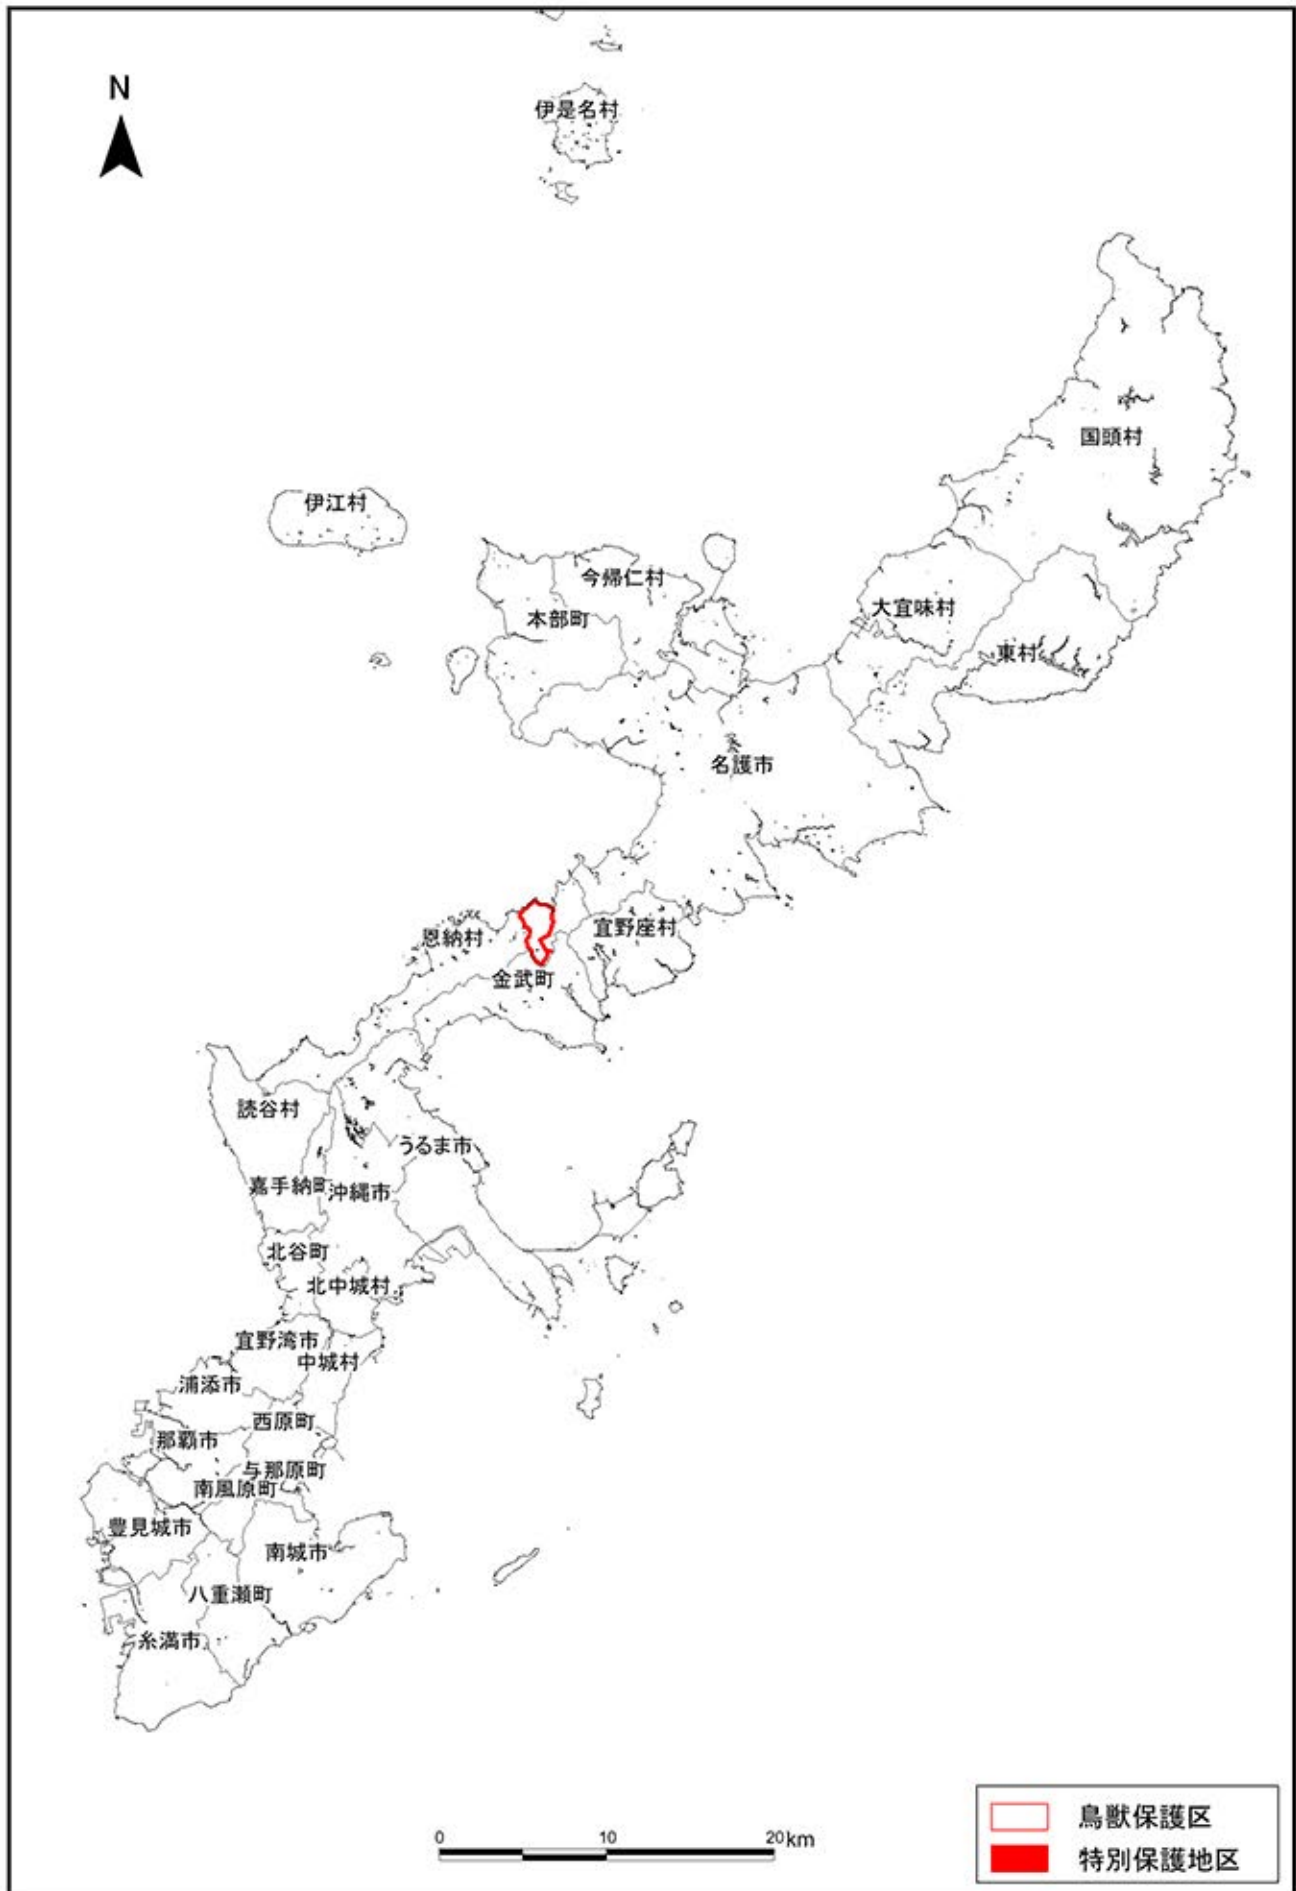 N
伊是名村
国頭村
伊江村
今帰仁村
大宜味村
本部町
東村
名護市
宜野座村
恩納村
金武町
読谷村
うるま市
嘉手納町
沖縄市
北谷町
北中城村
宜野湾市
中城村
浦添市
西原町
那覇市
与那原町
南風原町
豊見城市
南城市
八重瀬町
糸満市
鳥獣保護区
0 10 20km
特別保護地区